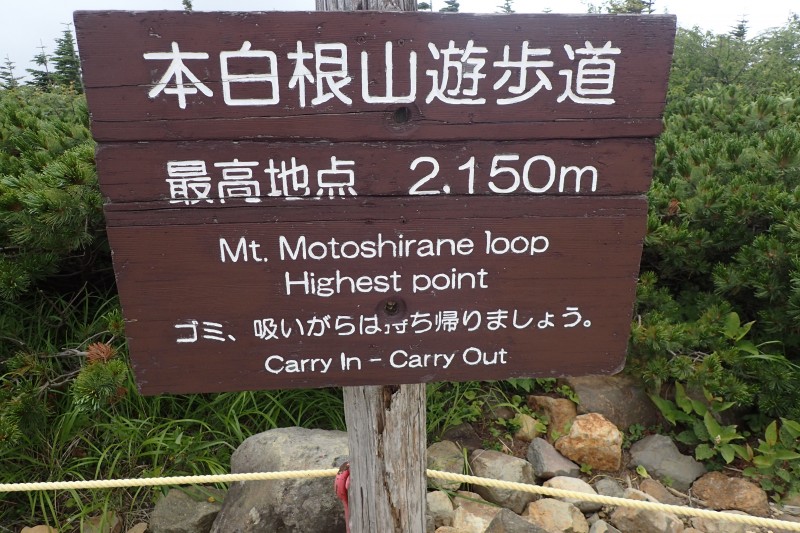 本白根山遊歩道
最高地点 2.150m
Mt. Motoshirane loop
Highest point
ゴミ、吸いがらは持ち帰りましょう。
Carry In – Carry Out